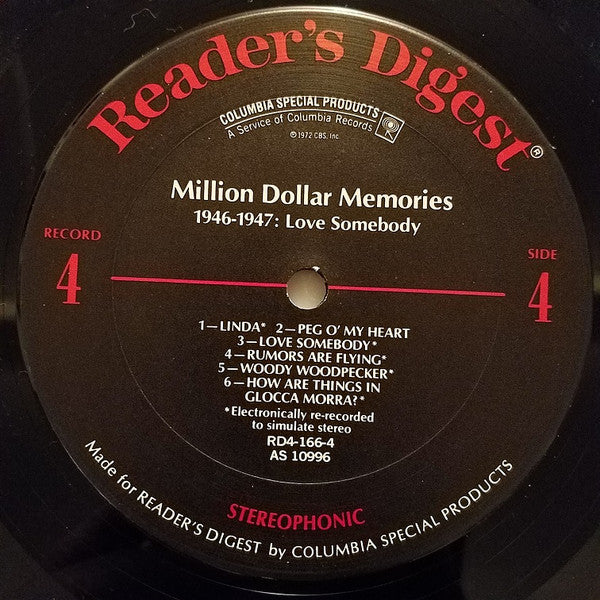 Reader's Digest®
COLUMBIA SPECIAL PRODUCTS
A Service of Columbia Records
©1972 CBS, Inc.
Million Dollar Memories
1946-1947: Love Somebody
RECORD
4
SIDE
4
1—LINDA* 2—PEG O' MY HEART
3—LOVE SOMEBODY*
4—RUMORS ARE FLYING*
5—WOODY WOODPECKER*
6—HOW ARE THINGS IN
GLOCCA MORRA?*
*Electronically re-recorded
to simulate stereo
RD4-166-4
AS 10996
STEREOPHONIC
Made for READER'S DIGEST by COLUMBIA SPECIAL PRODUCTS